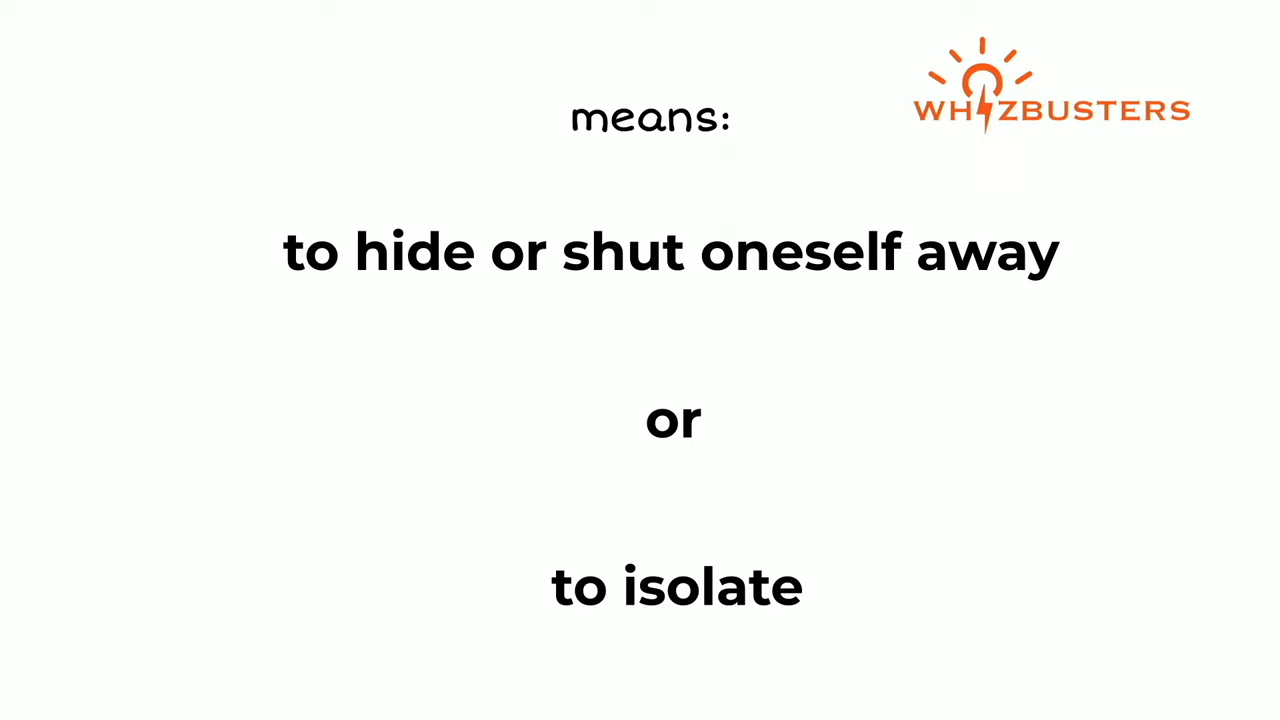 WHIZBUSTERS
means:
to hide or shut oneself away
or
to isolate